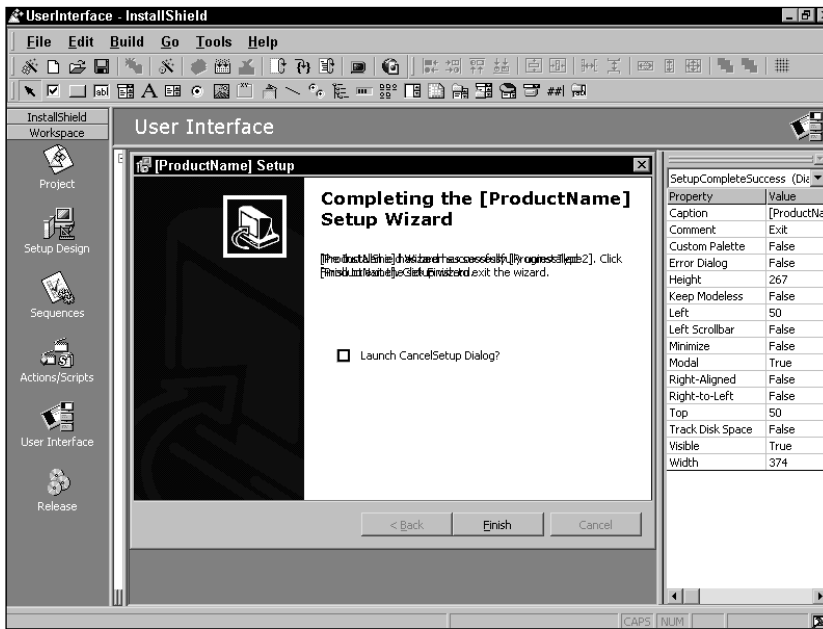 UserInterface - InstallShield
File Edit Build Go Tools Help
InstallShield
Workspace
User Interface
Project
Setup Design
Sequences
Actions/Scripts
User Interface
Release
[ProductName] Setup
Completing the [ProductName]
Setup Wizard
Click
exit the wizard.
Launch CancelSetup Dialog?
< Back Finish Cancel
SetupCompleteSuccess (Dia
Property Value
Caption [ProductNa
Comment Exit
Custom Palette False
Error Dialog False
Height 267
Keep Modeless False
Left 50
Left Scrollbar False
Minimize False
Modal True
Right-Aligned False
Right-to-Left False
Top 50
Track Disk Space False
Visible True
Width 374
CAPS NUM